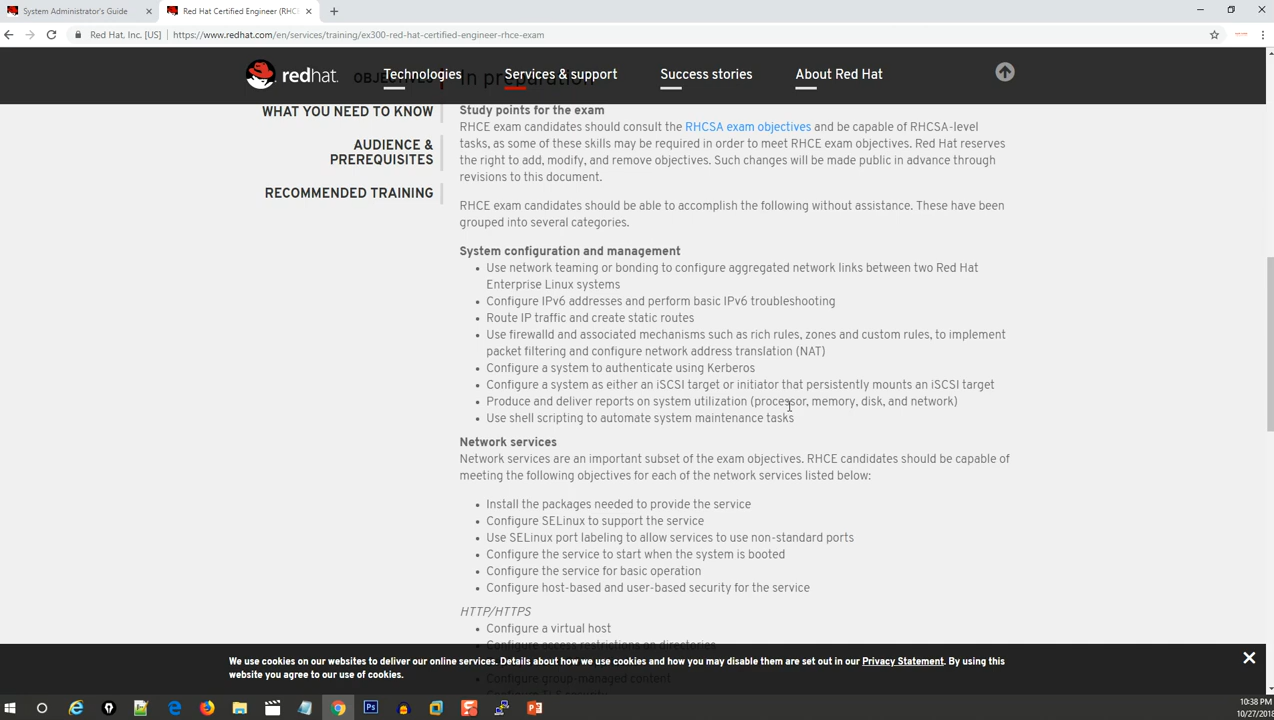 System Administrator's Guide
Red Hat Certified Engineer (RHC
Red Hat, Inc. [US]
https://www.redhat.com/en/services/training/ex300-red-hat-certified-engineer-rhce-exam
redhat.
OBJECTIVES
In preparation
Technologies
Services & support
Success stories
About Red Hat
WHAT YOU NEED TO KNOW
AUDIENCE &
PREREQUISITES
RECOMMENDED TRAINING
Study points for the exam
RHCE exam candidates should consult the RHCSA exam objectives and be capable of RHCSA-level
tasks, as some of these skills may be required in order to meet RHCE exam objectives. Red Hat reserves
the right to add, modify, and remove objectives. Such changes will be made public in advance through
revisions to this document.
RHCE exam candidates should be able to accomplish the following without assistance. These have been
grouped into several categories.
System configuration and management
• Use network teaming or bonding to configure aggregated network links between two Red Hat
Enterprise Linux systems
• Configure IPv6 addresses and perform basic IPv6 troubleshooting
• Route IP traffic and create static routes
• Use firewalld and associated mechanisms such as rich rules, zones and custom rules, to implement
packet filtering and configure network address translation (NAT)
• Configure a system to authenticate using Kerberos
• Configure a system as either an iSCSI target or initiator that persistently mounts an iSCSI target
• Produce and deliver reports on system utilization (processor, memory, disk, and network)
• Use shell scripting to automate system maintenance tasks
Network services
Network services are an important subset of the exam objectives. RHCE candidates should be capable of
meeting the following objectives for each of the network services listed below:
• Install the packages needed to provide the service
• Configure SELinux to support the service
• Use SELinux port labeling to allow services to use non-standard ports
• Configure the service to start when the system is booted
• Configure the service for basic operation
• Configure host-based and user-based security for the service
HTTP/HTTPS
• Configure a virtual host
• Configure access restrictions on directories
Configure group-managed content
Configure TLS security
We use cookies on our websites to deliver our online services. Details about how we use cookies and how you may disable them are set out in our Privacy Statement. By using
this website you agree to our use of cookies.
10:38 PM
10/27/2018